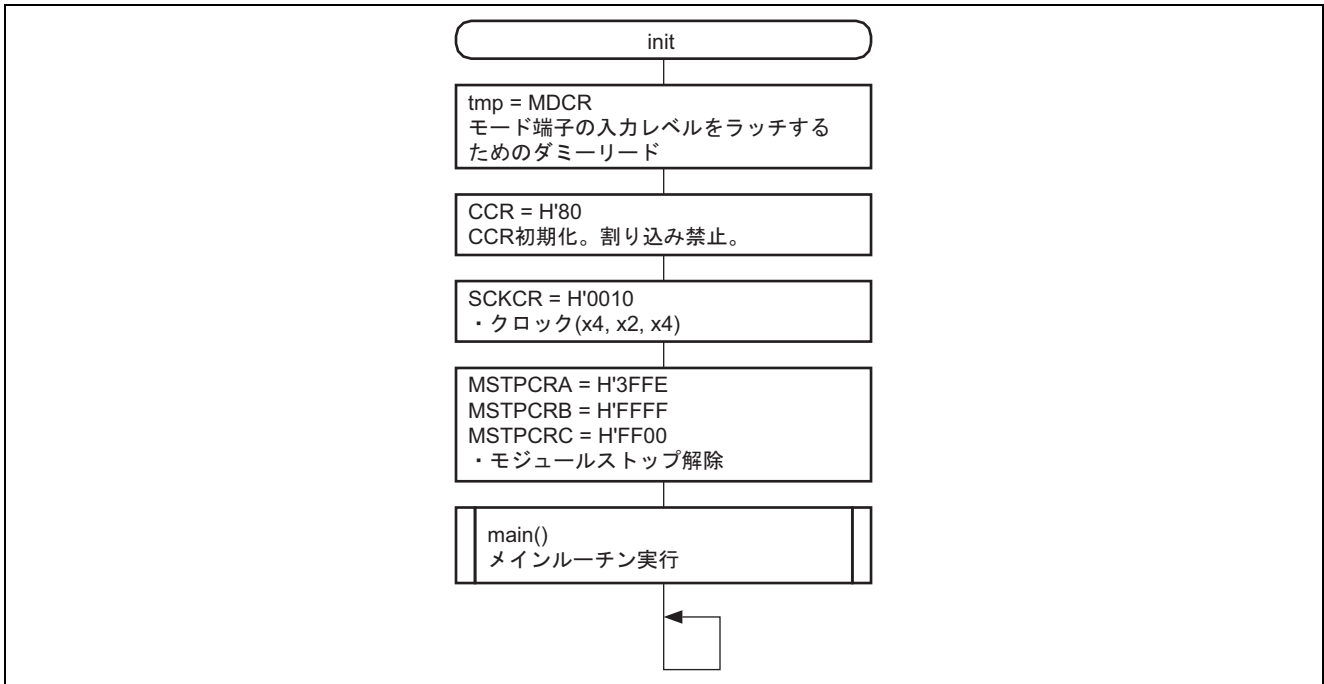 init
tmp = MDCR
モード端子の入力レベルをラッチする
ためのダミーリード
CCR = H'80
CCR初期化。割り込み禁止。
SCKCR = H'0010
・クロック(x4, x2, x4)
MSTPCRA = H'3FFE
MSTPCRB = H'FFFF
MSTPCRC = H'FF00
・モジュールストップ解除
main()
メインルーチン実行